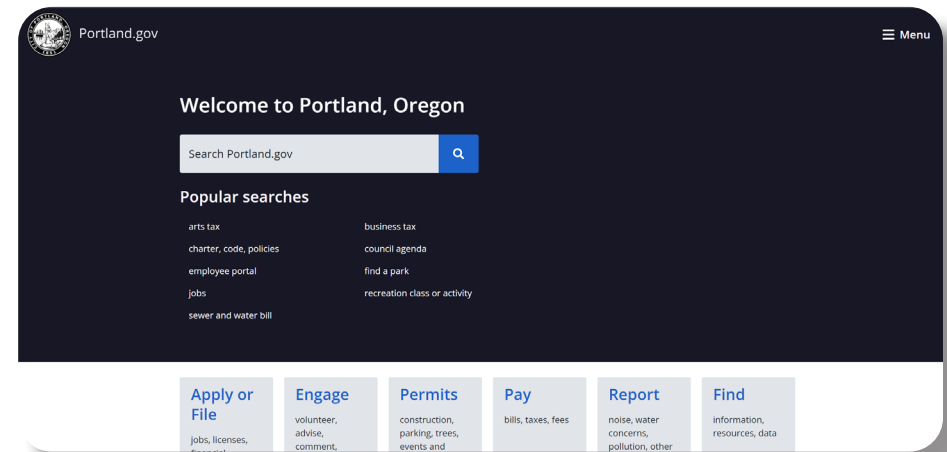 Portland.gov
Menu
Welcome to Portland, Oregon
Search Portland.gov
Popular searches
arts tax
business tax
charter, code, policies
council agenda
employee portal
find a park
jobs
recreation class or activity
sewer and water bill
Apply or
File
jobs, licenses,
financial
Engage
volunteer,
advise,
comment,
Permits
construction,
parking, trees,
events and
Pay
bills, taxes, fees
Report
noise, water
concerns,
pollution, other
Find
information,
resources, data